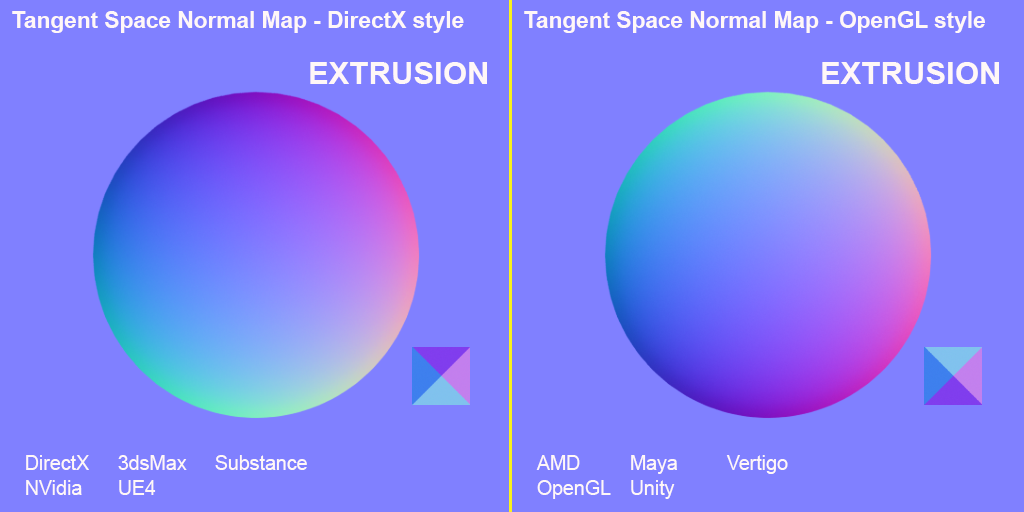 Tangent Space Normal Map - DirectX style
EXTRUSION
DirectX 3dsMax Substance
NVidia UE4
Tangent Space Normal Map - OpenGL style
EXTRUSION
AMD Maya Vertigo
OpenGL Unity